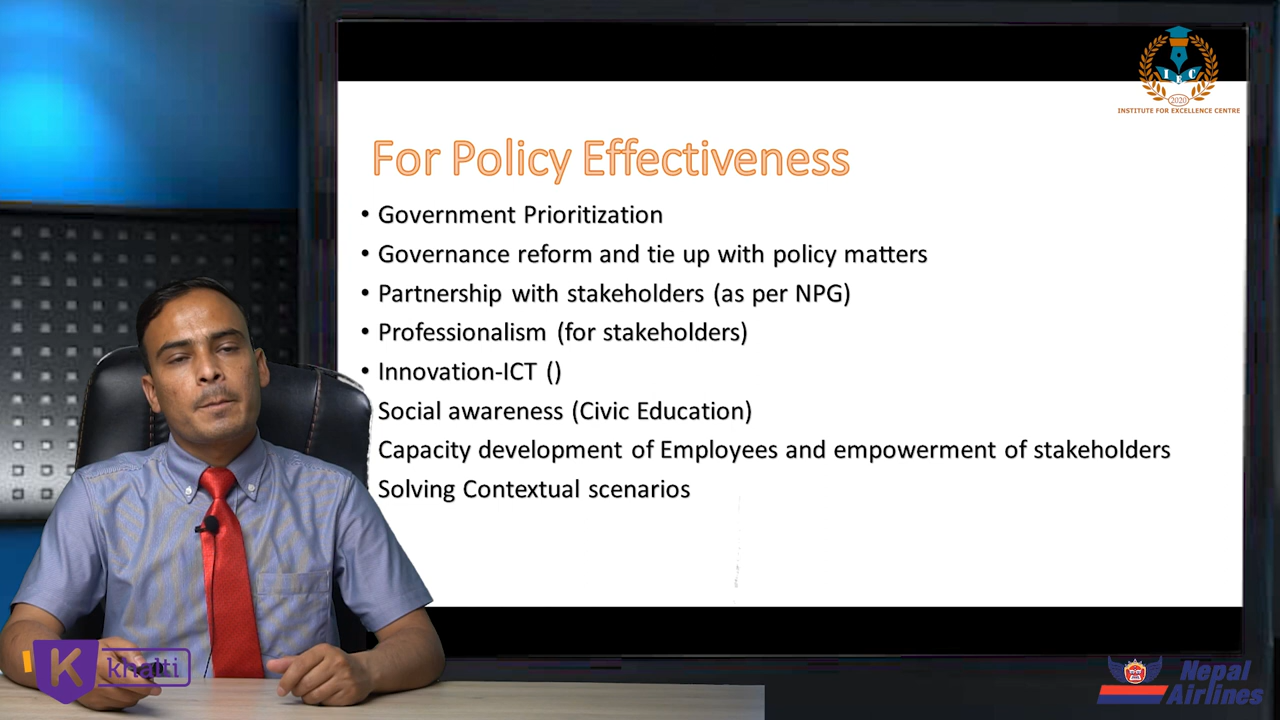 IEC
2020
INSTITUTE FOR EXCELLENCE CENTRE
For Policy Effectiveness
• Government Prioritization
• Governance reform and tie up with policy matters
• Partnership with stakeholders (as per NPG)
• Professionalism (for stakeholders)
• Innovation-ICT ()
Social awareness (Civic Education)
Capacity development of Employees and empowerment of stakeholders
Solving Contextual scenarios
K khalti
Nepal
Airlines